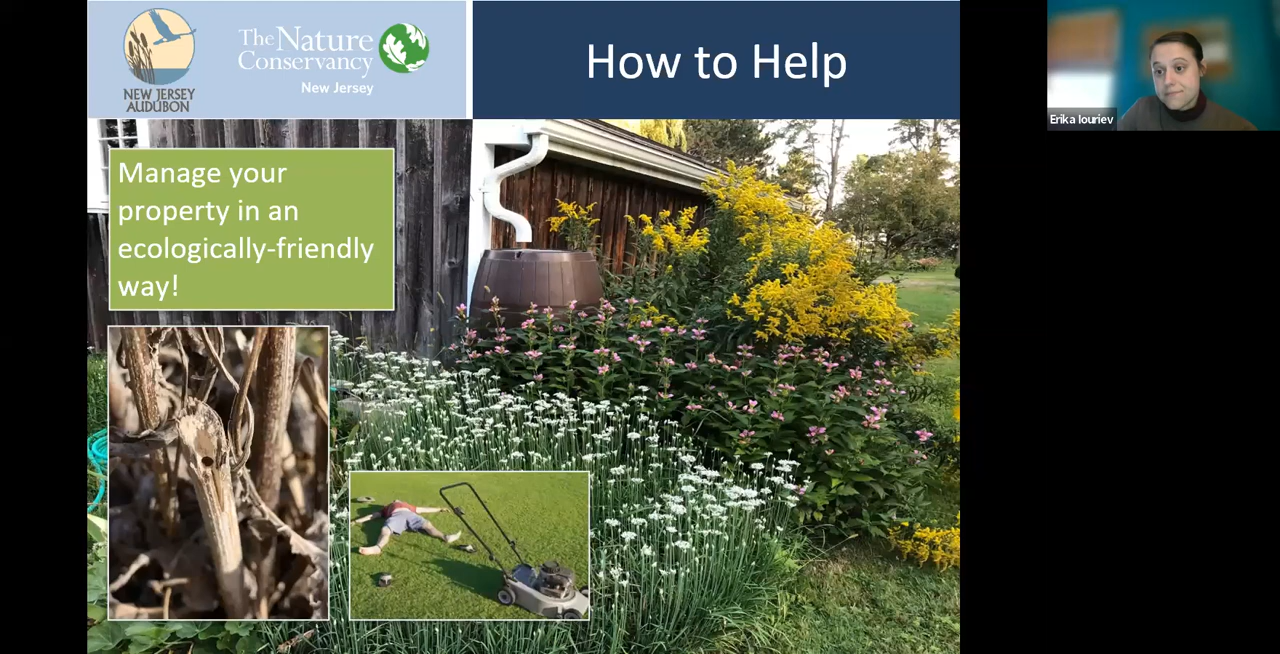 NEW JERSEY
AUDUBON
The Nature
Conservancy
New Jersey
How to Help
Erika Iouriev
Manage your
property in an
ecologically-friendly
way!